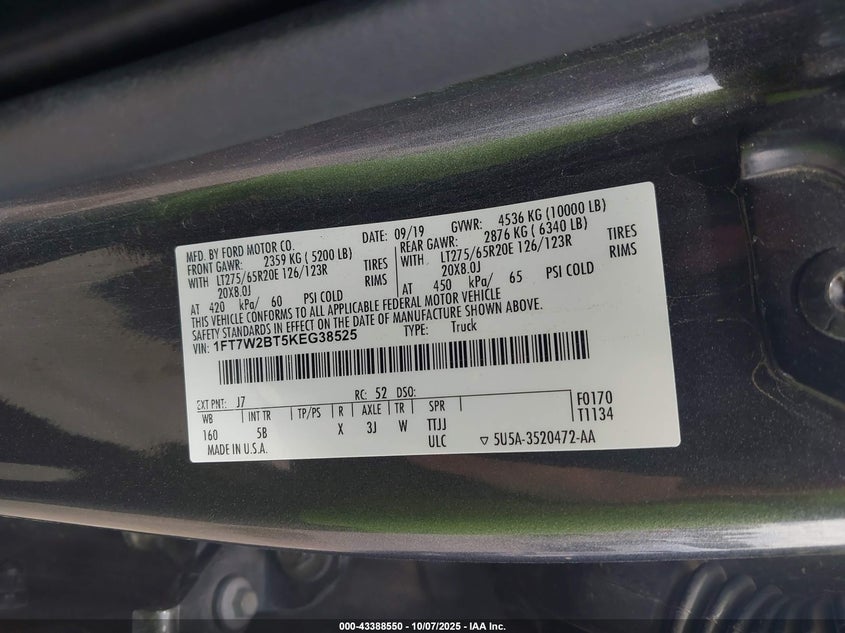 MFD. BY FORD MOTOR CO.
DATE: 09/19
GVWR: 4536 KG (10000 LB)
FRONT GAWR: 2359 KG ( 5200 LB)
REAR GAWR: 2876 KG ( 6340 LB)
WITH LT275/65R20E 126/123R TIRES
WITH LT275/65R20E 126/123R TIRES
20X8.0J RIMS
20X8.0J RIMS
AT 420 kPa/ 60 PSI COLD
AT 450 kPa/ 65 PSI COLD
THIS VEHICLE CONFORMS TO ALL APPLICABLE FEDERAL MOTOR VEHICLE
SAFETY STANDARDS IN EFFECT ON THE DATE OF MANUFACTURE SHOWN ABOVE.
VIN: 1FT7W2BT5KEG38525
TYPE: Truck
EXT PNT: J7 RC: 52 DSO:
F0170
T1134
WB INT TR TP/PS R AXLE TR SPR
160 5B X 3J W TTJJ
ULC
MADE IN U.S.A.
▽ 5U5A-3520472-AA
000-43388550 - 10/07/2025 - IAA Inc.